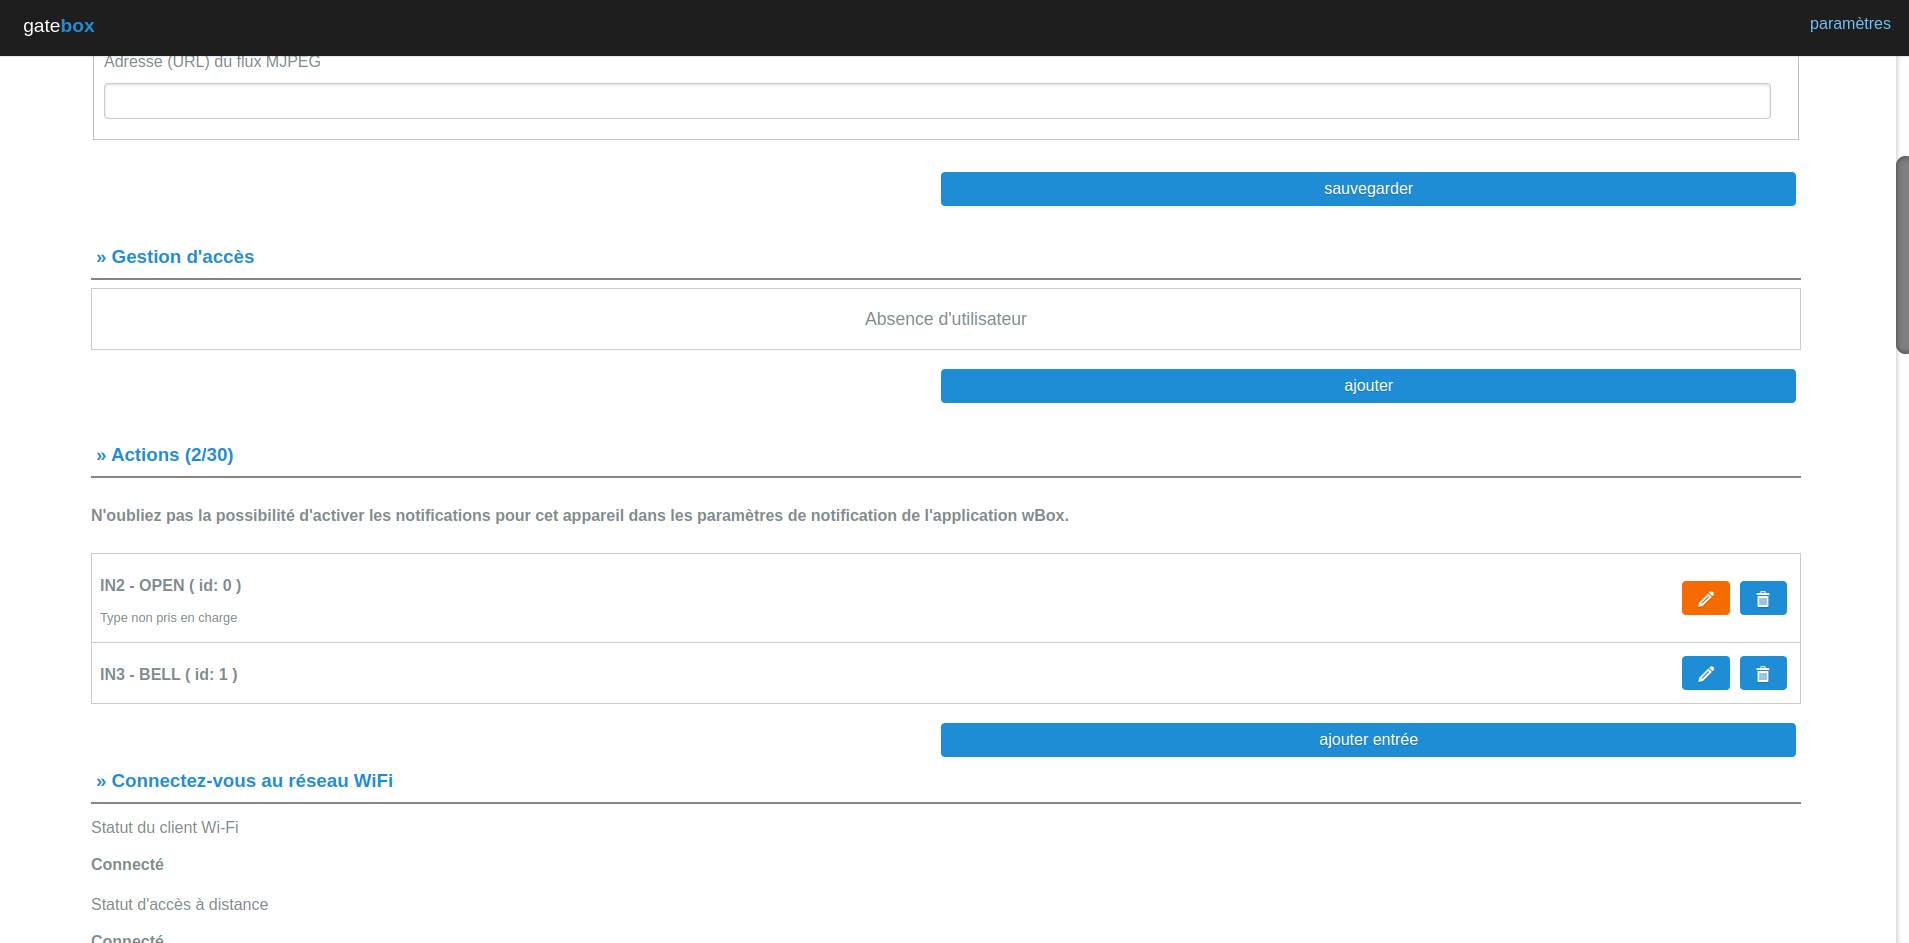 gatebox
paramètres
Adresse (URL) du flux MJPEG
sauvegarder
» Gestion d'accès
Absence d'utilisateur
ajouter
» Actions (2/30)
N'oubliez pas la possibilité d'activer les notifications pour cet appareil dans les paramètres de notification de l'application wBox.
IN2 - OPEN ( id: 0 )
Type non pris en charge
IN3 - BELL ( id: 1 )
ajouter entrée
» Connectez-vous au réseau WiFi
Statut du client Wi-Fi
Connecté
Statut d'accès à distance
Connecté